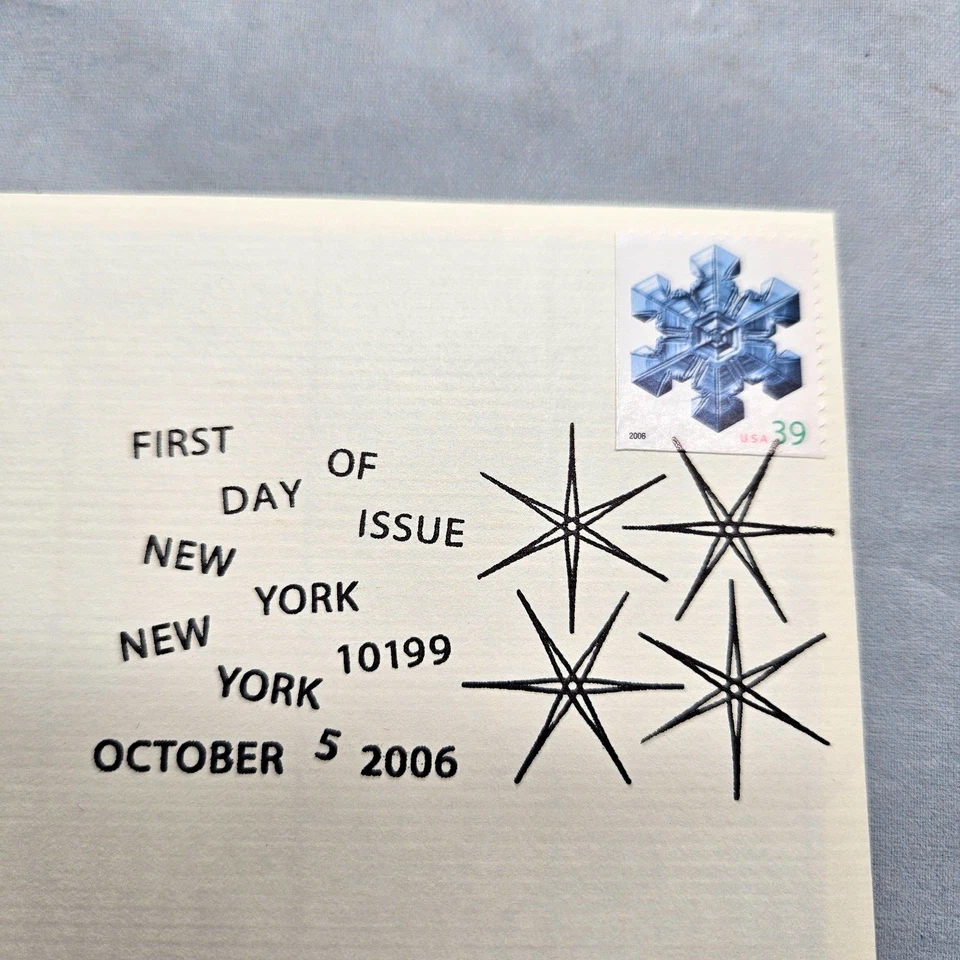 2006 USA 39
FIRST DAY OF ISSUE
NEW YORK
NEW YORK 10199
OCTOBER 5 2006